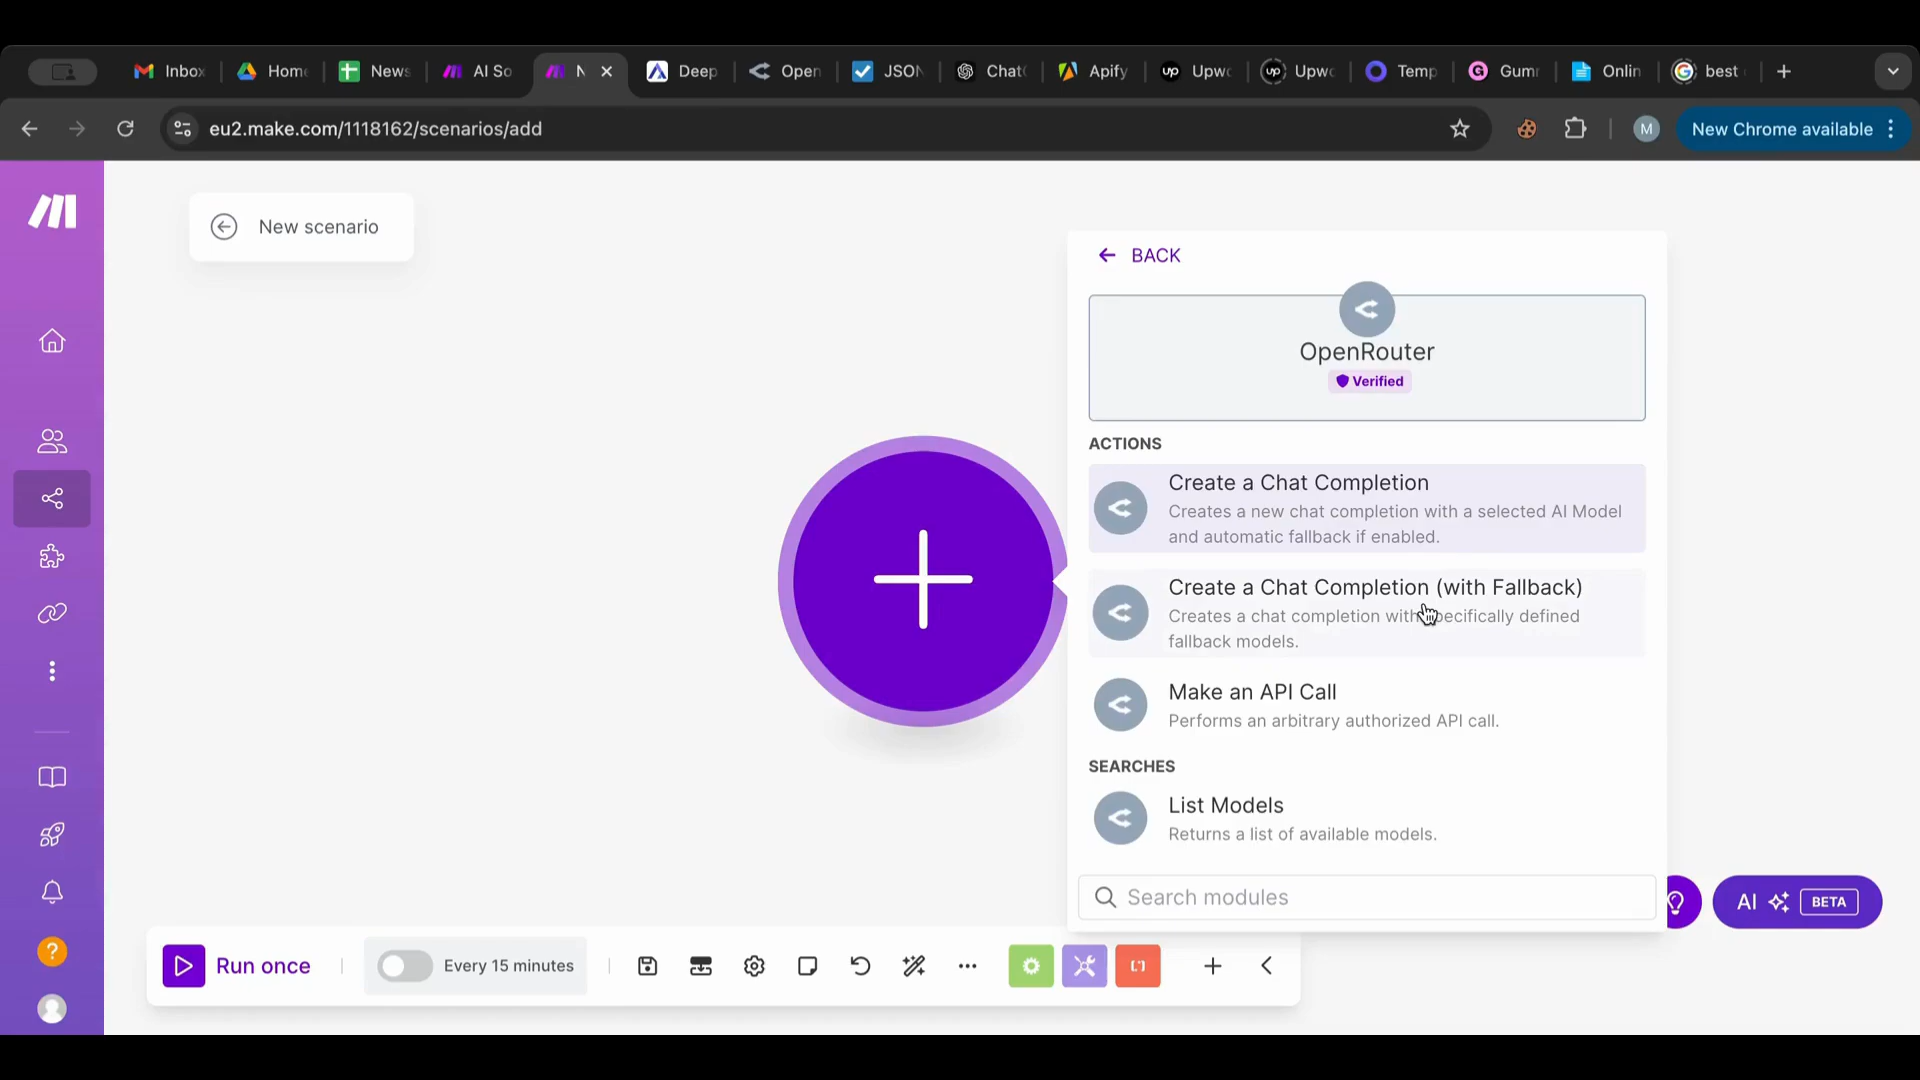 Inbox
Home
News
AI So
N
Deep
Open
JSON
Chat
Apify
Upwo
Upwo
Temp
Gum
Onlin
best
eu2.make.com/1118162/scenarios/add
M
New Chrome available
New scenario
BACK
OpenRouter
Verified
ACTIONS
Create a Chat Completion
Creates a new chat completion with a selected AI Model
and automatic fallback if enabled.
Create a Chat Completion (with Fallback)
Creates a chat completion with specifically defined
fallback models.
Make an API Call
Performs an arbitrary authorized API call.
SEARCHES
List Models
Returns a list of available models.
Search modules
AI BETA
Run once
Every 15 minutes